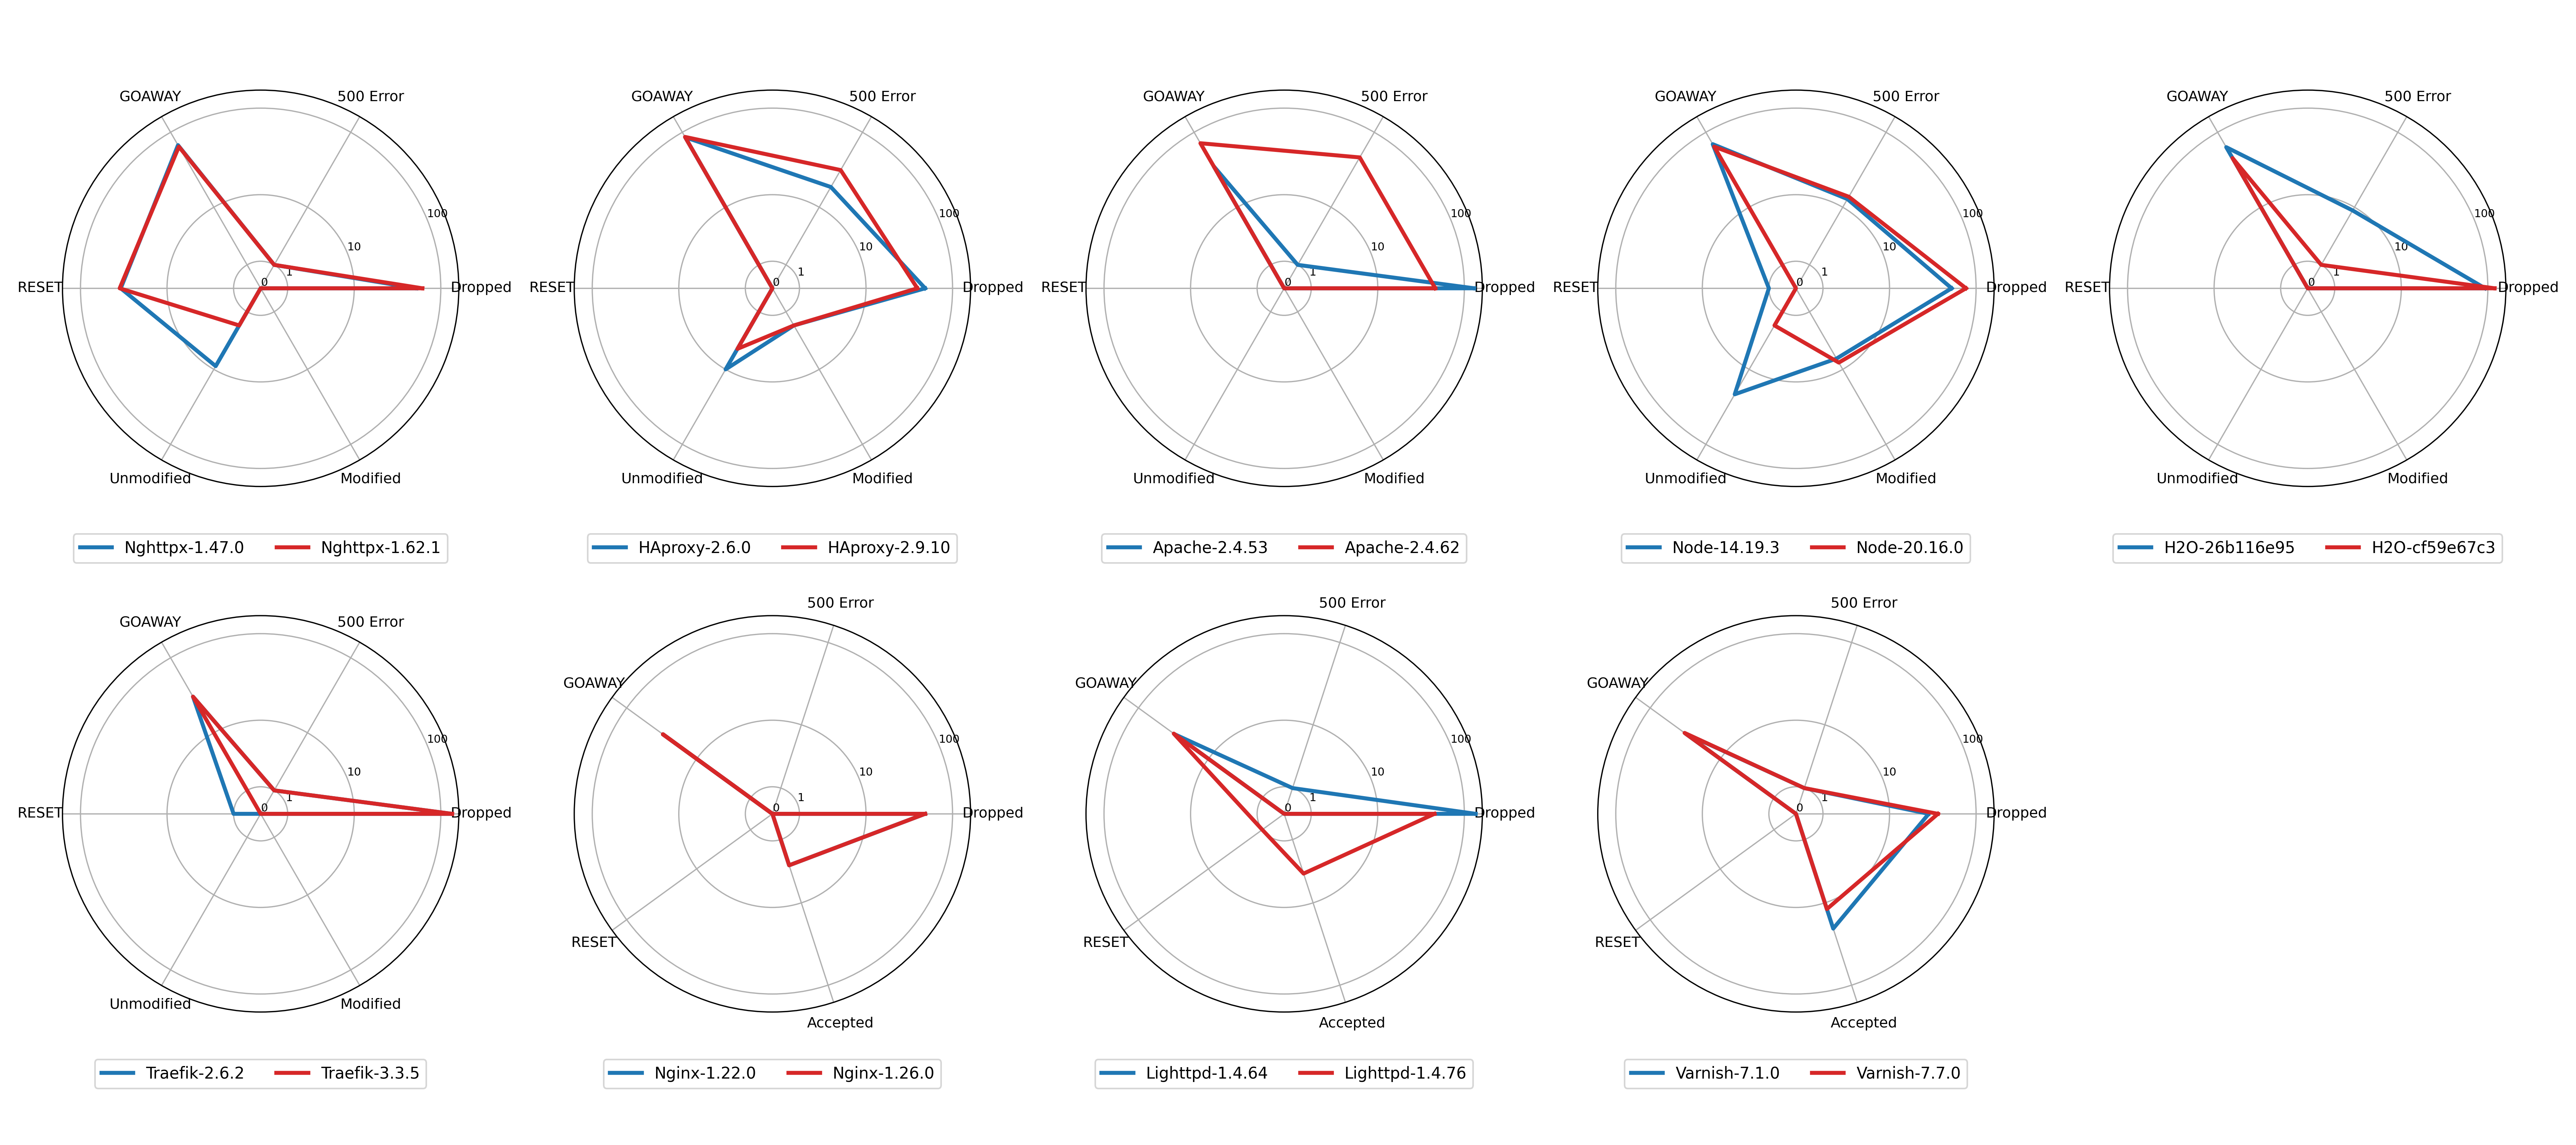 GOAWAY 500 Error
100
10
RESET 0 1 Dropped
Unmodified Modified
Nghttpx-1.47.0 Nghttpx-1.62.1
GOAWAY 500 Error
100
10
RESET 0 1 Dropped
Unmodified Modified
HAproxy-2.6.0 HAproxy-2.9.10
GOAWAY 500 Error
100
10
RESET 0 1 Dropped
Unmodified Modified
Apache-2.4.53 Apache-2.4.62
GOAWAY 500 Error
100
10
RESET 0 1 Dropped
Unmodified Modified
Node-14.19.3 Node-20.16.0
GOAWAY 500 Error
100
10
RESET 0 1 Dropped
Unmodified Modified
H2O-26b116e95 H2O-cf59e67c3
GOAWAY 500 Error
100
10
RESET 0 1 Dropped
Unmodified Modified
Traefik-2.6.2 Traefik-3.3.5
500 Error
GOAWAY
100
10
0 1 Dropped
RESET
Accepted
Nginx-1.22.0 Nginx-1.26.0
500 Error
GOAWAY
100
10
0 1 Dropped
RESET
Accepted
Lighttpd-1.4.64 Lighttpd-1.4.76
500 Error
GOAWAY
100
10
0 1 Dropped
RESET
Accepted
Varnish-7.1.0 Varnish-7.7.0